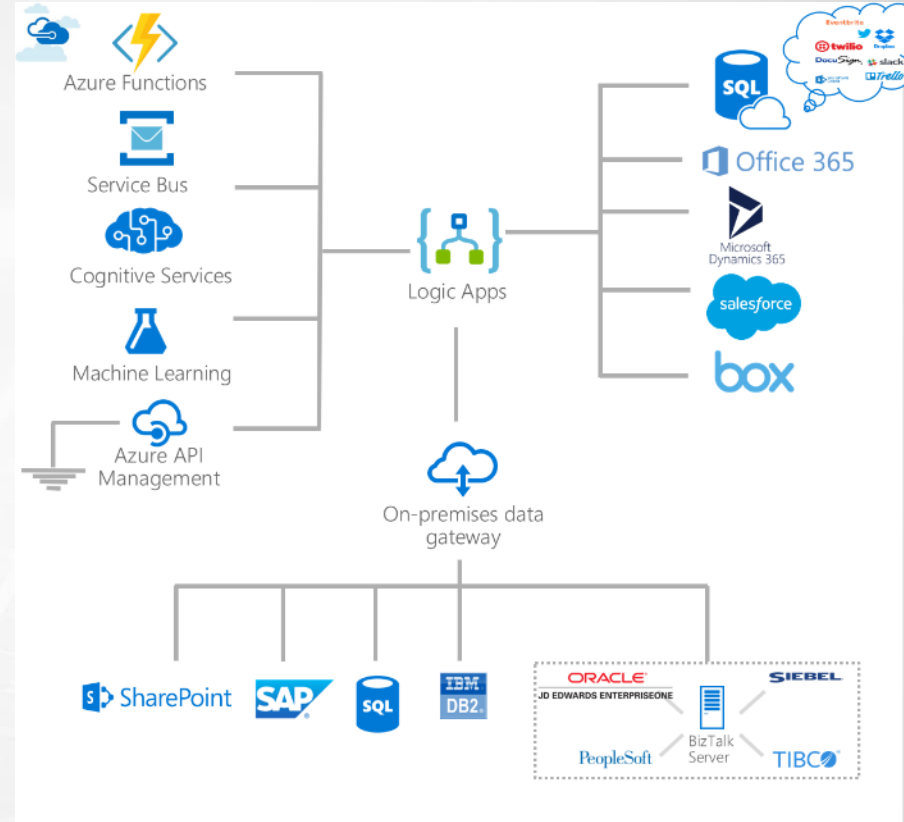 Eventbrite
twilio
Dropbox
DocuSign
slack
Trello
Azure Functions
SQL
Office 365
Service Bus
Microsoft
Dynamics 365
Cognitive Services
Logic Apps
salesforce
Machine Learning
box
Azure API
Management
On-premises data
gateway
S
SharePoint
SAP
SQL
IBM
DB2
ORACLE
JD EDWARDS ENTERPRISEONE
SIEBEL
BizTalk
Server
PeopleSoft
TIBCO